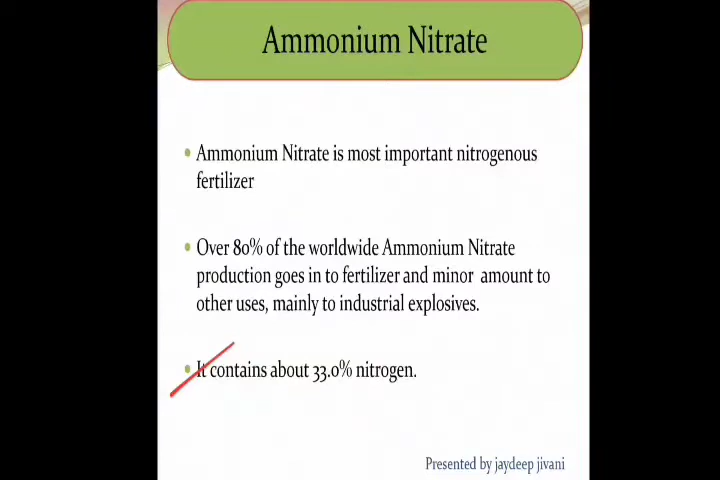 Ammonium Nitrate
• Ammonium Nitrate is most important nitrogenous
fertilizer
• Over 80% of the worldwide Ammonium Nitrate
production goes in to fertilizer and minor amount to
other uses, mainly to industrial explosives.
• It contains about 33.0% nitrogen.
Presented by jaydeep jivani